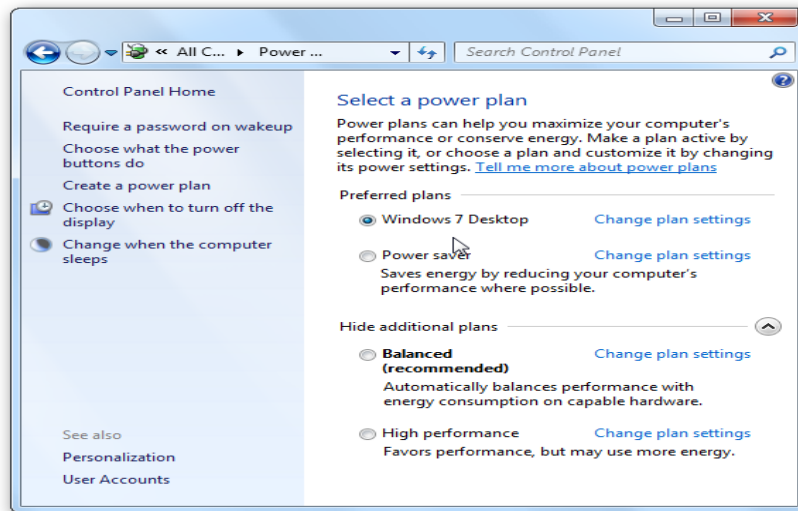 « All C... ▸ Power ...
Search Control Panel
Control Panel Home
Require a password on wakeup
Choose what the power
buttons do
Create a power plan
Choose when to turn off the
display
Change when the computer
sleeps
See also
Personalization
User Accounts
Select a power plan
Power plans can help you maximize your computer's
performance or conserve energy. Make a plan active by
selecting it, or choose a plan and customize it by changing
its power settings. Tell me more about power plans
Preferred plans
Windows 7 Desktop Change plan settings
Power saver Change plan settings
Saves energy by reducing your computer's
performance where possible.
Hide additional plans
Balanced Change plan settings
(recommended)
Automatically balances performance with
energy consumption on capable hardware.
High performance Change plan settings
Favors performance, but may use more energy.